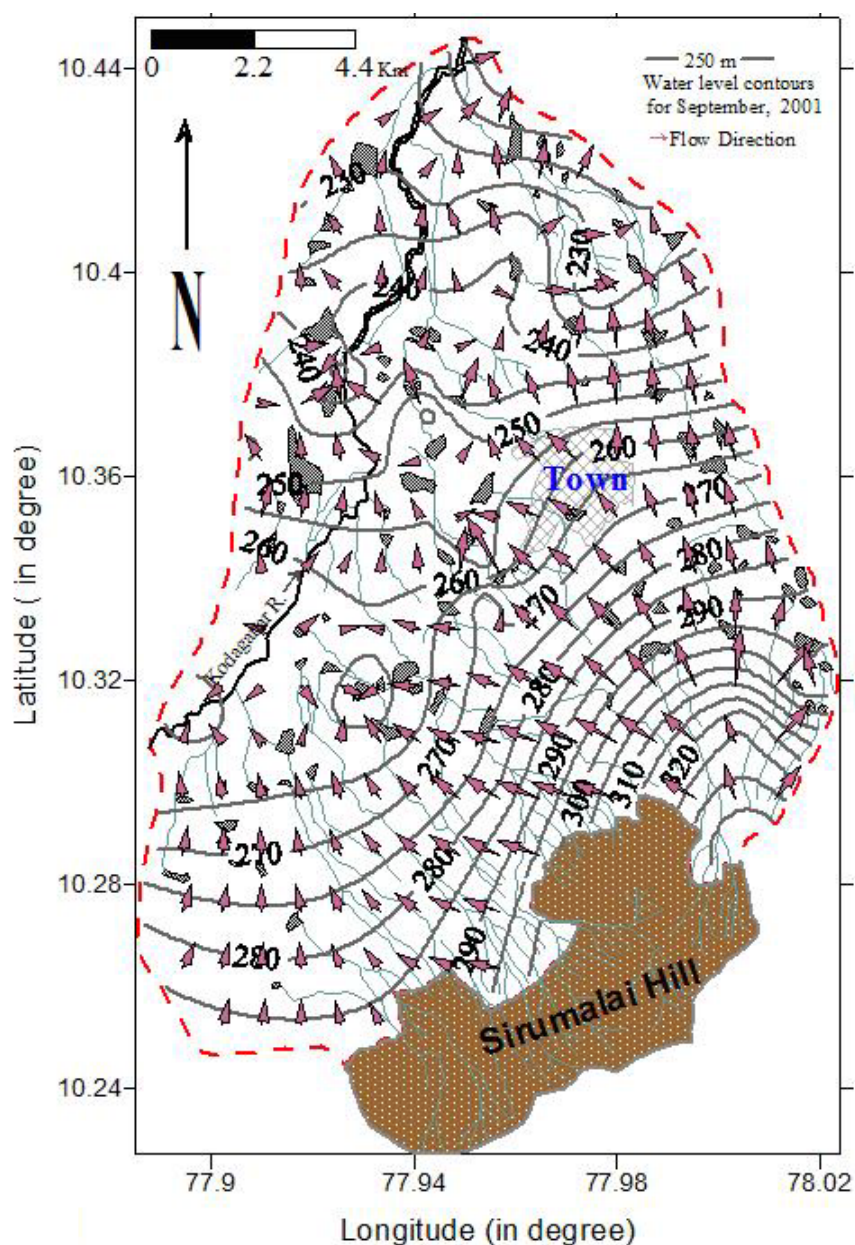 10.44
10.4
10.36
10.32
10.28
10.24
Latitude ( in degree)
0 2.2 4.4 Km
250 m
Water level contours
for September, 2001
Flow Direction
N
230
230
240
240
240
250
260
Town
250
270
260
260
280
270
290
Kodaganar R.
280
270
290
320
310
300
270
280
280
290
Sirumalai Hill
77.9 77.94 77.98 78.02
Longitude (in degree)